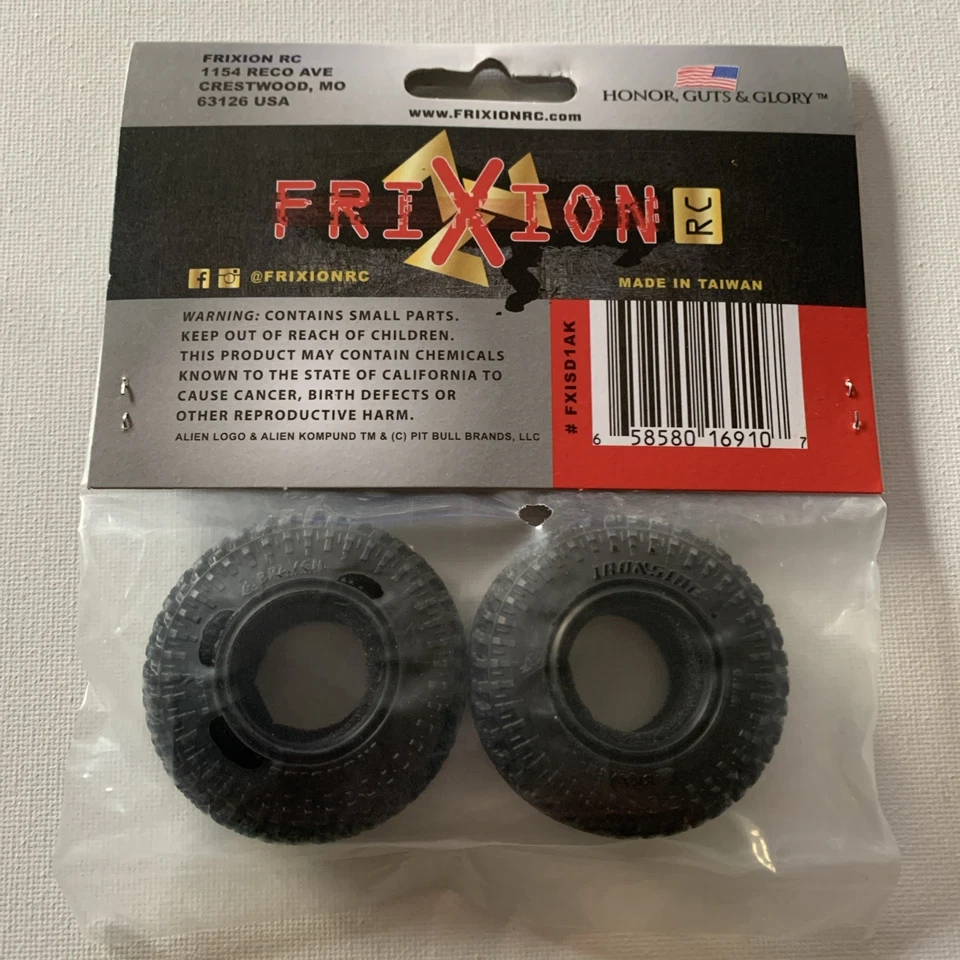 FRIXION RC
1154 RECO AVE
CRESTWOOD, MO
63126 USA
www.FRIXIONRC.com
HONOR, GUTS & GLORY™
FRIXION RC
@FRIXIONRC
MADE IN TAIWAN
WARNING: CONTAINS SMALL PARTS.
KEEP OUT OF REACH OF CHILDREN.
THIS PRODUCT MAY CONTAIN CHEMICALS
KNOWN TO THE STATE OF CALIFORNIA TO
CAUSE CANCER, BIRTH DEFECTS OR
OTHER REPRODUCTIVE HARM.
ALIEN LOGO & ALIEN KOMPUND TM & (C) PIT BULL BRANDS, LLC
# FXISD1AK
6 58580 16910 7
IRONSIDE